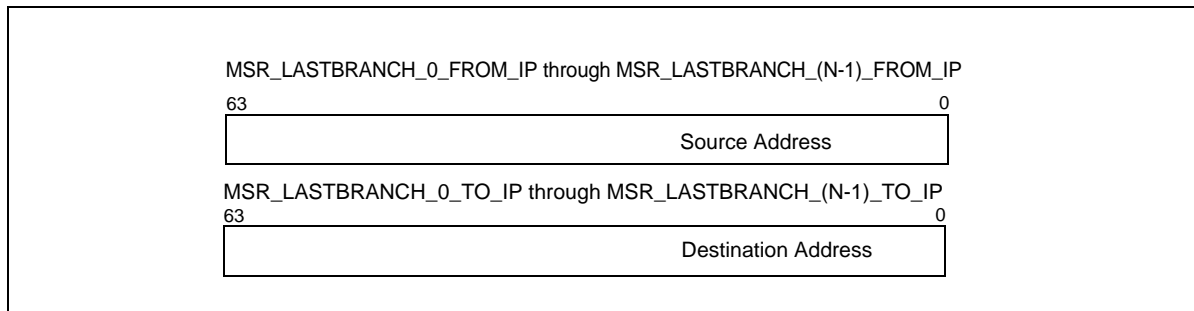 MSR_LASTBRANCH_0_FROM_IP through MSR_LASTBRANCH_(N-1)_FROM_IP
63 0
Source Address
MSR_LASTBRANCH_0_TO_IP through MSR_LASTBRANCH_(N-1)_TO_IP
63 0
Destination Address